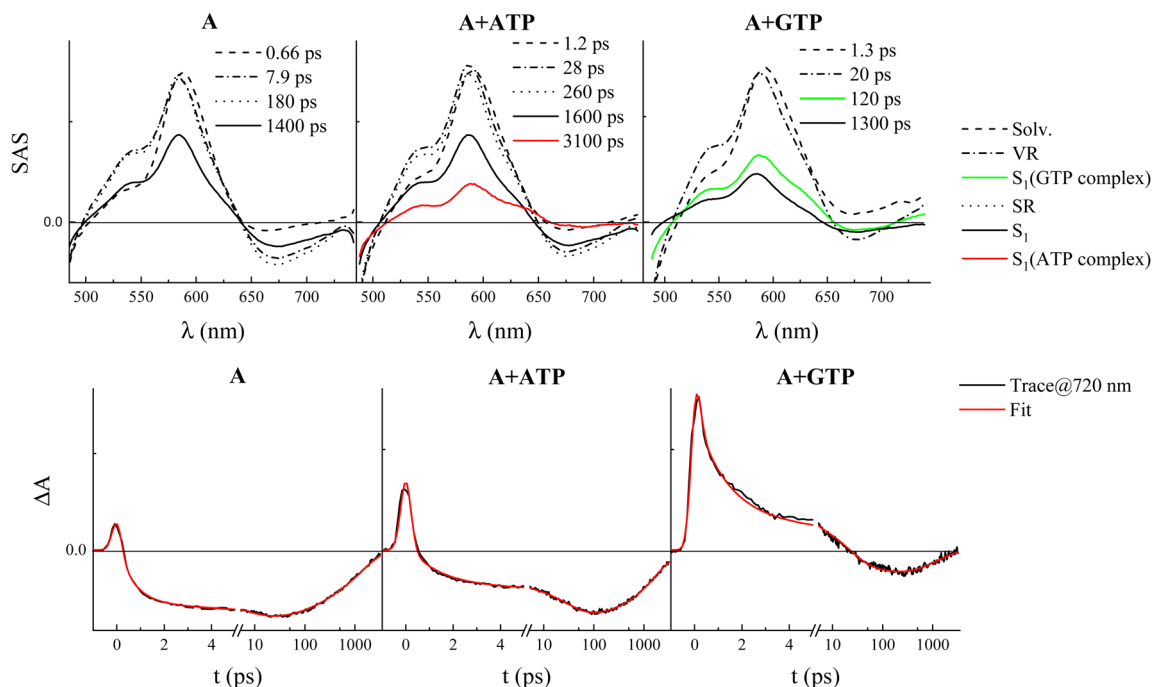 A
A+ATP
A+GTP
0.66 ps
7.9 ps
180 ps
1400 ps
1.2 ps
28 ps
260 ps
1600 ps
3100 ps
1.3 ps
20 ps
120 ps
1300 ps
SAS
0.0
Solv.
VR
S₁(GTP complex)
SR
S₁
S₁(ATP complex)
500 550 600 650 700
500 550 600 650 700
500 550 600 650 700
λ (nm)
λ (nm)
λ (nm)
A
A+ATP
A+GTP
Trace@720 nm
Fit
ΔA
0.0
0 2 4 10 100 1000
0 2 4 10 100 1000
0 2 4 10 100 1000
t (ps)
t (ps)
t (ps)